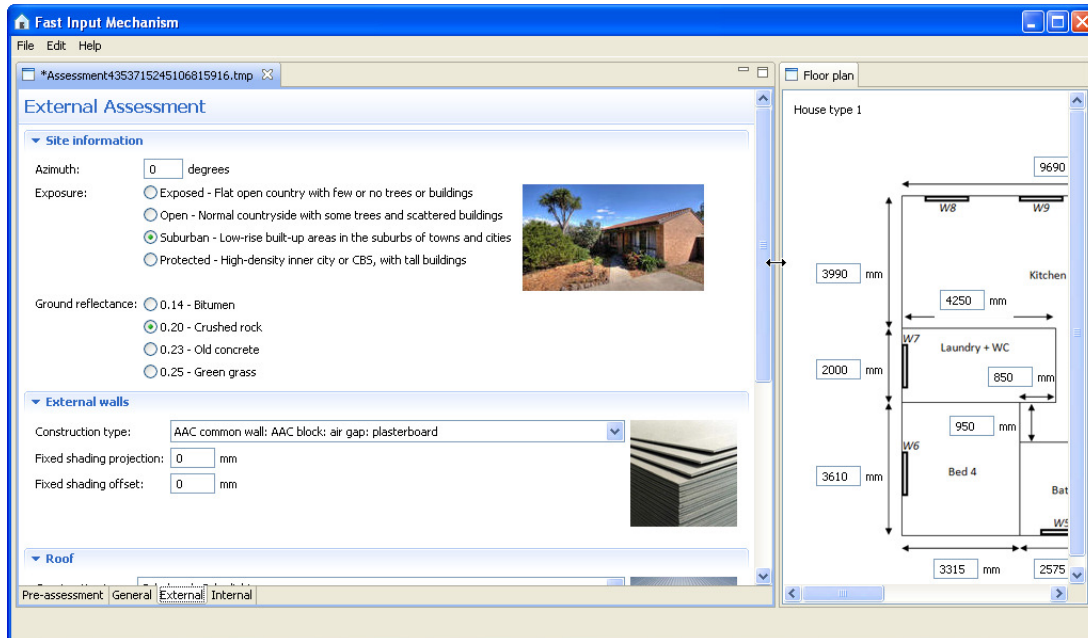 Fast Input Mechanism
File Edit Help
*Assessment4353715245106815916.tmp
External Assessment
Site information
Azimuth: 0 degrees
Exposure: Exposed - Flat open country with few or no trees or buildings
Open - Normal countryside with some trees and scattered buildings
Suburban - Low-rise built-up areas in the suburbs of towns and cities
Protected - High-density inner city or CBS, with tall buildings
Ground reflectance: 0.14 - Bitumen
0.20 - Crushed rock
0.23 - Old concrete
0.25 - Green grass
External walls
Construction type: AAC common wall: AAC block: air gap: plasterboard
Fixed shading projection: 0 mm
Fixed shading offset: 0 mm
Roof
Pre-assessment General External Internal
Floor plan
House type 1
9690
W8 W9
3990 mm
Kitchen
4250 mm
W7
Laundry + WC
2000 mm
850 mm
950 mm
W6
Bed 4
3610 mm
Bat
W5
3315 mm 2575